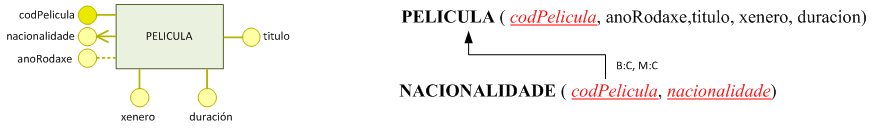 codPelicula
nacionalidade
anoRodaxe
PELICULA
titulo
xenero
duración
PELICULA ( codPelicula, anoRodaxe,titulo, xenero, duracion)
B:C, M:C
NACIONALIDADE ( codPelicula, nacionalidade)